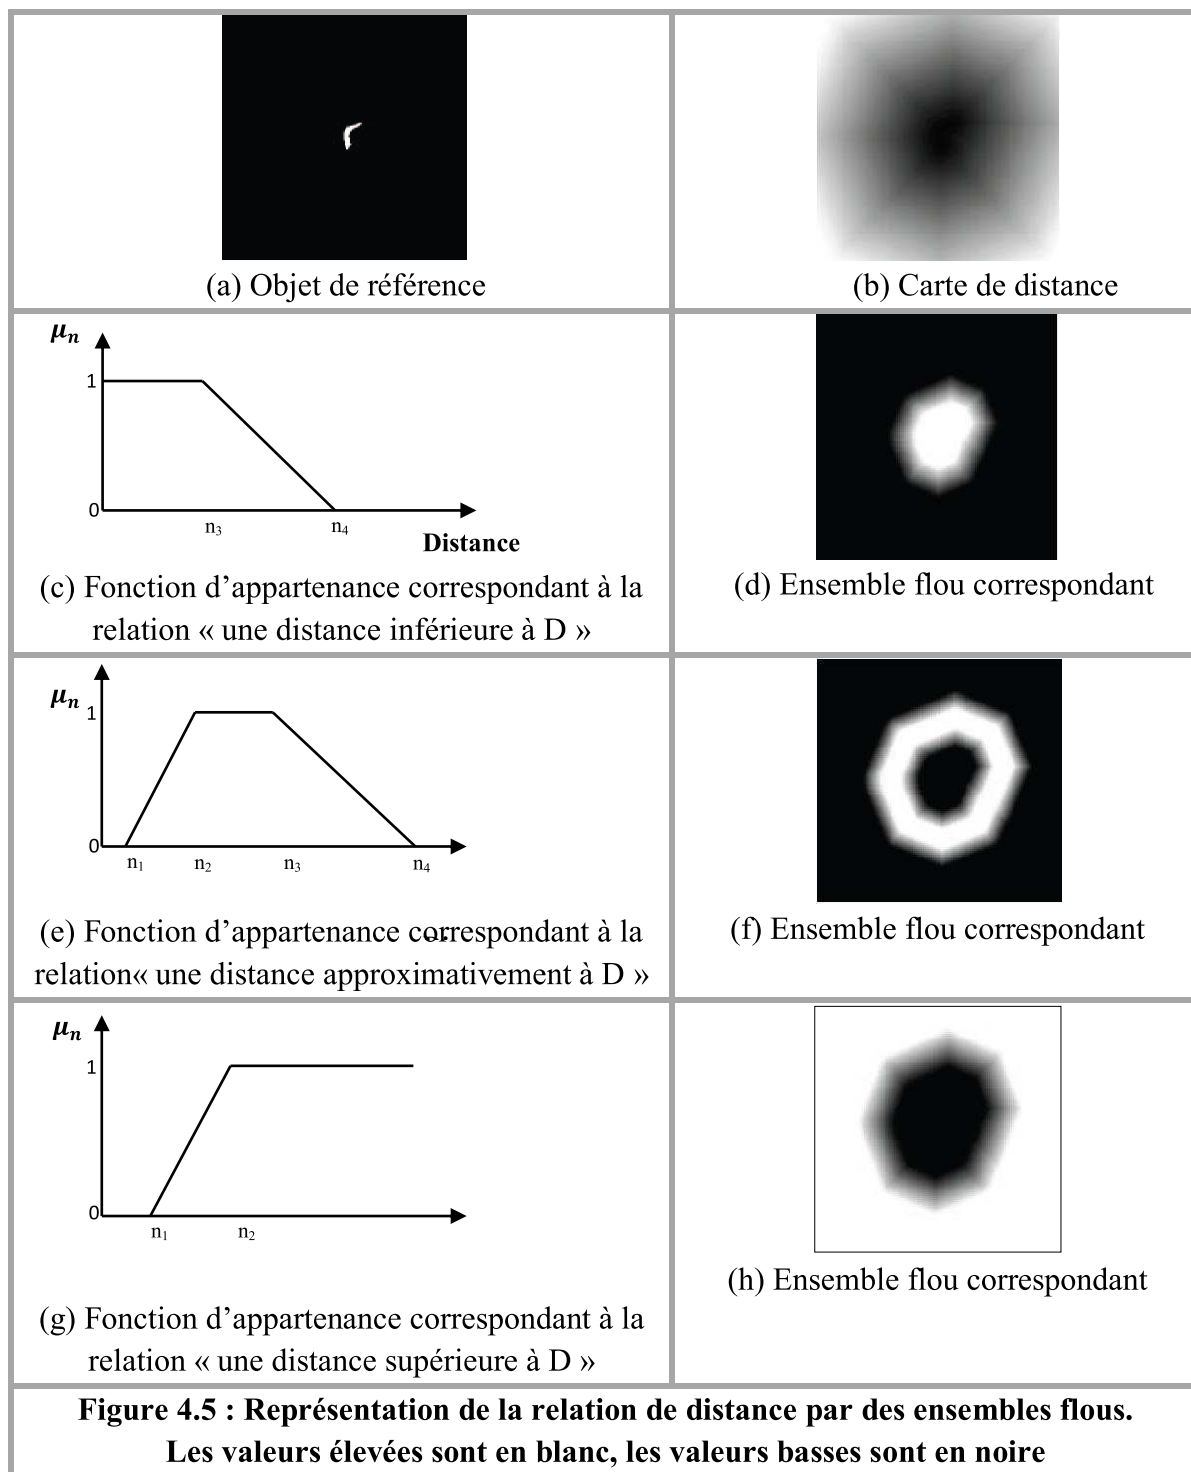 (a) Objet de référence
(b) Carte de distance
μn
1
0
n3
n4
Distance
(c) Fonction d’appartenance correspondant à la
relation « une distance inférieure à D »
(d) Ensemble flou correspondant
μn
1
0
n1
n2
n3
n4
(e) Fonction d’appartenance correspondant à la
relation« une distance approximativement à D »
(f) Ensemble flou correspondant
μn
1
0
n1
n2
(g) Fonction d’appartenance correspondant à la
relation « une distance supérieure à D »
(h) Ensemble flou correspondant
Figure 4.5 : Représentation de la relation de distance par des ensembles flous.
Les valeurs élevées sont en blanc, les valeurs basses sont en noire